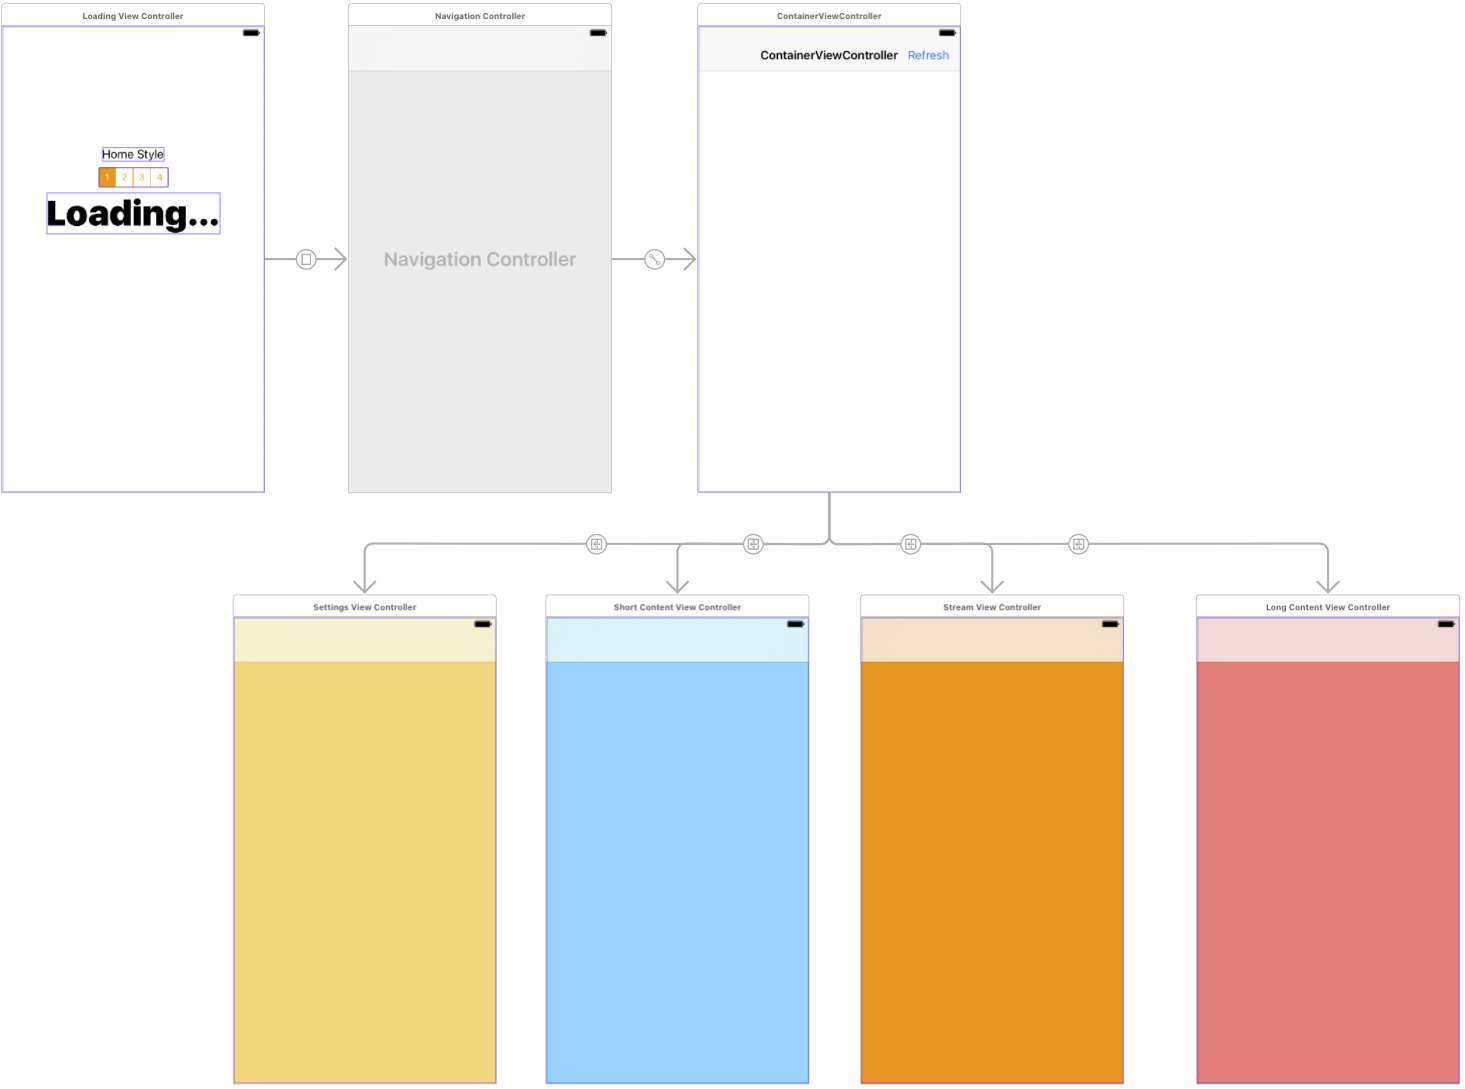 Loading View Controller
Navigation Controller
ContainerViewController
ContainerViewController Refresh
Home Style
1 2 3 4
Loading...
Navigation Controller
Settings View Controller
Short Content View Controller
Stream View Controller
Long Content View Controller